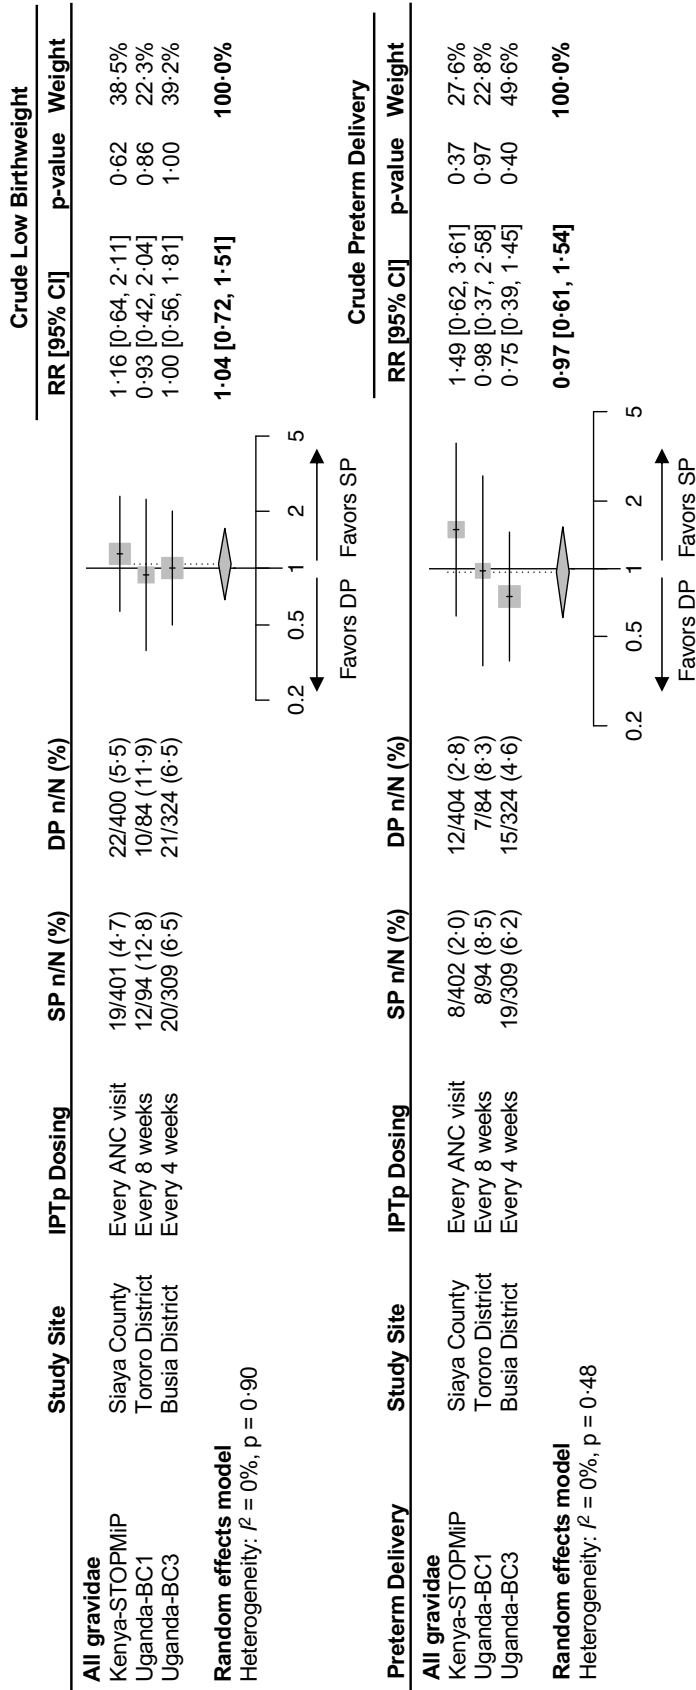 Crude Low Birthweight
Study Site IPTp Dosing SP n/N (%) DP n/N (%) RR [95% CI] p-value Weight
All gravidae
Kenya-STOPMiP Siaya County Every ANC visit 19/401 (4·7) 22/400 (5·5) 1·16 [0·64, 2·11] 0·62 38·5%
Uganda-BC1 Tororo District Every 8 weeks 12/94 (12·8) 10/84 (11·9) 0·93 [0·42, 2·04] 0·86 22·3%
Uganda-BC3 Busia District Every 4 weeks 20/309 (6·5) 21/324 (6·5) 1·00 [0·56, 1·81] 1·00 39·2%
Random effects model 1·04 [0·72, 1·51] 100·0%
Heterogeneity: I² = 0%, p = 0·90
0.2 0.5 1 2 5
Favors DP Favors SP
Crude Preterm Delivery
Preterm Delivery Study Site IPTp Dosing SP n/N (%) DP n/N (%) RR [95% CI] p-value Weight
All gravidae
Kenya-STOPMiP Siaya County Every ANC visit 8/402 (2·0) 12/404 (2·8) 1·49 [0·62, 3·61] 0·37 27·6%
Uganda-BC1 Tororo District Every 8 weeks 8/94 (8·5) 7/84 (8·3) 0·98 [0·37, 2·58] 0·97 22·8%
Uganda-BC3 Busia District Every 4 weeks 19/309 (6·2) 15/324 (4·6) 0·75 [0·39, 1·45] 0·40 49·6%
Random effects model 0·97 [0·61, 1·54] 100·0%
Heterogeneity: I² = 0%, p = 0·48
0.2 0.5 1 2 5
Favors DP Favors SP